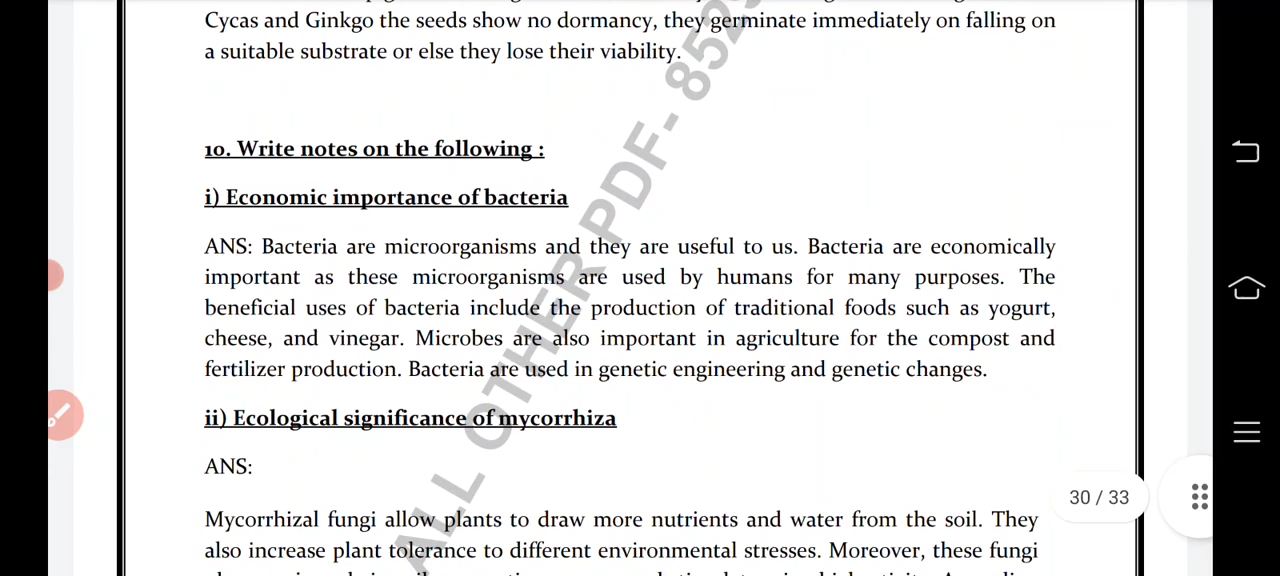 Cycas and Ginkgo the seeds show no dormancy, they germinate immediately on falling on
a suitable substrate or else they lose their viability.
10. Write notes on the following :
i) Economic importance of bacteria
ANS: Bacteria are microorganisms and they are useful to us. Bacteria are economically
important as these microorganisms are used by humans for many purposes. The
beneficial uses of bacteria include the production of traditional foods such as yogurt,
cheese, and vinegar. Microbes are also important in agriculture for the compost and
fertilizer production. Bacteria are used in genetic engineering and genetic changes.
ii) Ecological significance of mycorrhiza
ANS:
Mycorrhizal fungi allow plants to draw more nutrients and water from the soil. They
also increase plant tolerance to different environmental stresses. Moreover, these fungi
ALL OTHER PDF- 852
30 / 33